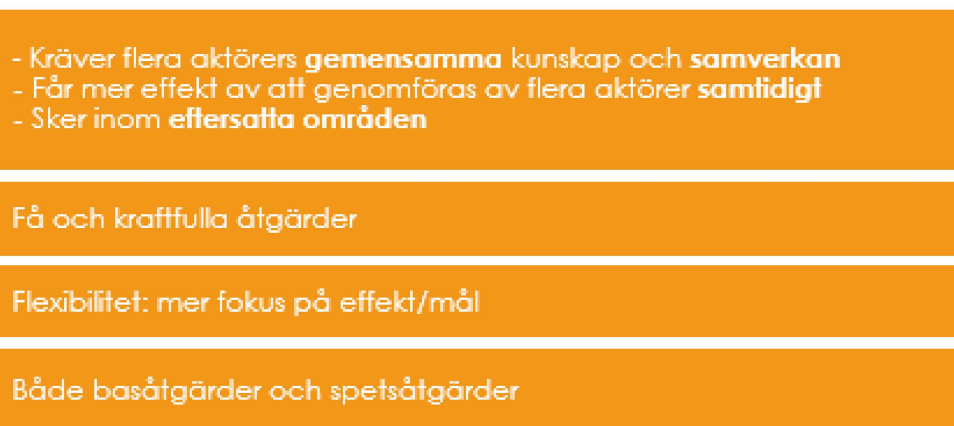 - Kräver flera aktörers gemensamma kunskap och samverkan
- Får mer effekt av att genomföras av flera aktörer samtidigt
- Sker inom eftersatta områden
Få och kraftfulla åtgärder
Flexibilitet: mer fokus på effekt/mål
Både basåtgärder och spetsåtgärder